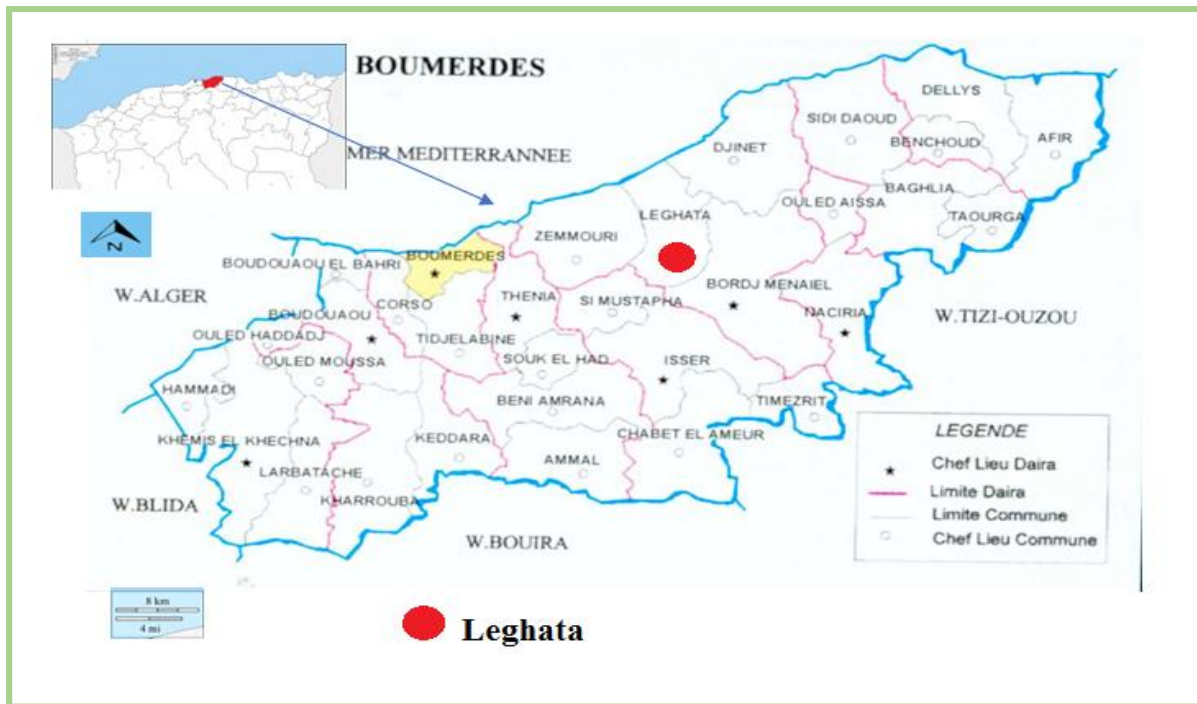 BOUMERDES
MER MEDITERRANNEE
DELLYS
SIDI DAOUD
BENCHOUD
AFIR
DJINET
BAGHLIA
OULED AISSA
TAOURGA
LEGHATA
ZEMMOURI
N
BOUMERDES
BOUDOUAOU EL BAHRI
W.ALGER
THENIA
SI MUSTAPHA
BORDJ MENAIEL
CORSO
BOUDOUAOU
NACIRIA
W.TIZI-OUZOU
OULED HADDADJ
TIDJELABINE
OULED MOUSSA
SOUK EL HAD
ISSER
HAMMADI
BENI AMRANA
TIMEZRIT
KHEMIS EL KHECHNA
KEDDARA
CHABET EL AMEUR
LARBATACHE
AMMAL
KHARROUBA
W.BLIDA
W.BOUIRA
LEGENDE
Chef Lieu Daira
Limite Daira
Limite Commune
Chef Lieu Commune
8 km
4 mi
Leghata